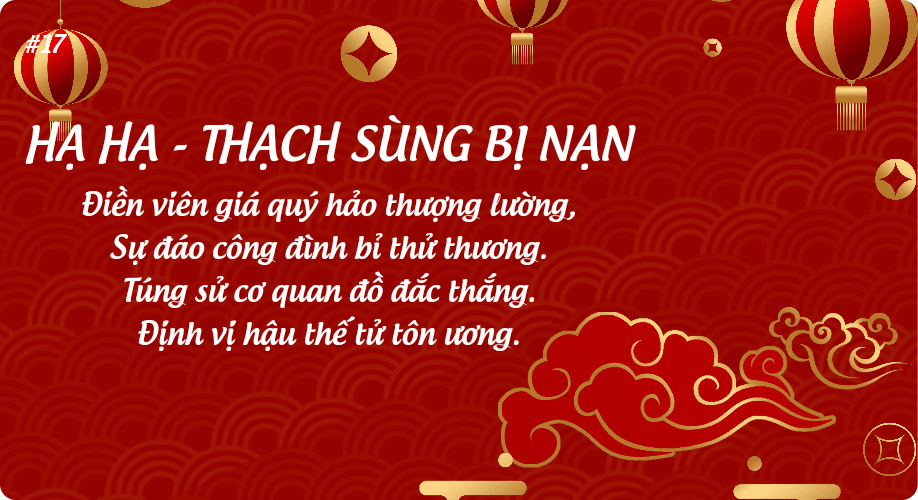 #17
HẠ HẠ - THẠCH SÙNG BỊ NẠN
Điền viên giá quý hảo thượng lường,
Sự đáo công đình bỉ thử thương.
Túng sử cơ quan đồ đắc thắng.
Định vị hậu thế tử tôn ương.